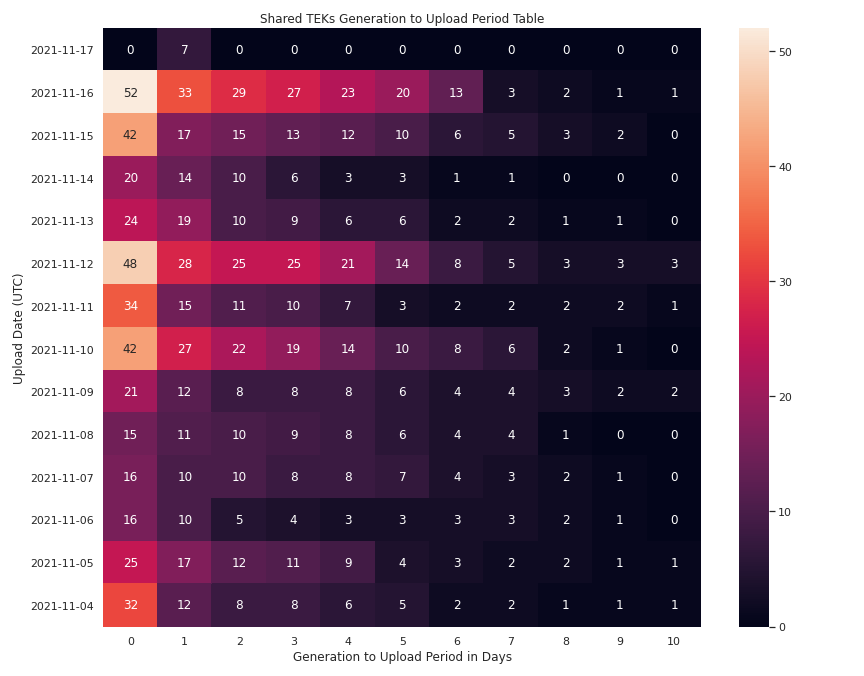 Shared TEKs Generation to Upload Period Table
Upload Date (UTC)
2021-11-17 0 7 0 0 0 0 0 0 0 0 0
2021-11-16 52 33 29 27 23 20 13 3 2 1 1
2021-11-15 42 17 15 13 12 10 6 5 3 2 0
2021-11-14 20 14 10 6 3 3 1 1 0 0 0
2021-11-13 24 19 10 9 6 6 2 2 1 1 0
2021-11-12 48 28 25 25 21 14 8 5 3 3 3
2021-11-11 34 15 11 10 7 3 2 2 2 2 1
2021-11-10 42 27 22 19 14 10 8 6 2 1 0
2021-11-09 21 12 8 8 8 6 4 4 3 2 2
2021-11-08 15 11 10 9 8 6 4 4 1 0 0
2021-11-07 16 10 10 8 8 7 4 3 2 1 0
2021-11-06 16 10 5 4 3 3 3 3 2 1 0
2021-11-05 25 17 12 11 9 4 3 2 2 1 1
2021-11-04 32 12 8 8 6 5 2 2 1 1 1
0 1 2 3 4 5 6 7 8 9 10
Generation to Upload Period in Days
50
40
30
20
10
0